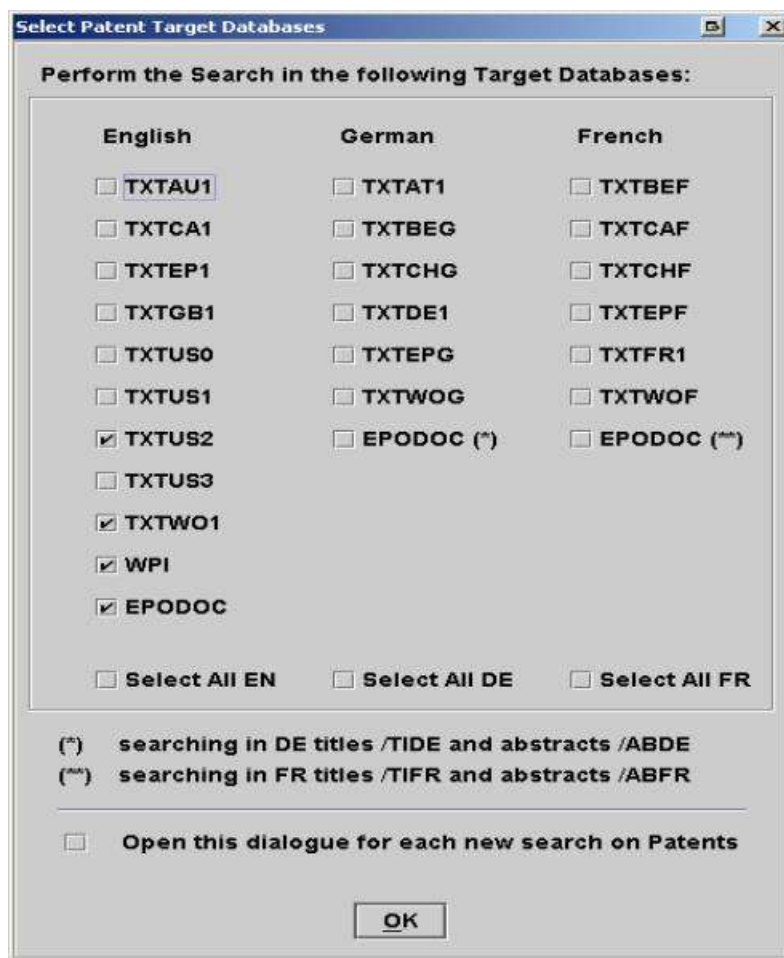 Select Patent Target Databases
Perform the Search in the following Target Databases:
English German French
TXTAU1 TXTAT1 TXTBEF
TXTCA1 TXTBEG TXTCAF
TXTEP1 TXTCHG TXTCHF
TXTGB1 TXTDE1 TXTEPF
TXTUS0 TXTEPG TXTFR1
TXTUS1 TXTWOG TXTWOF
TXTUS2 EPODOC (*) EPODOC (**)
TXTUS3
TXTWO1
WPI
EPODOC
Select All EN Select All DE Select All FR
(*) searching in DE titles /TIDE and abstracts /ABDE
(**) searching in FR titles /TIFR and abstracts /ABFR
Open this dialogue for each new search on Patents
OK